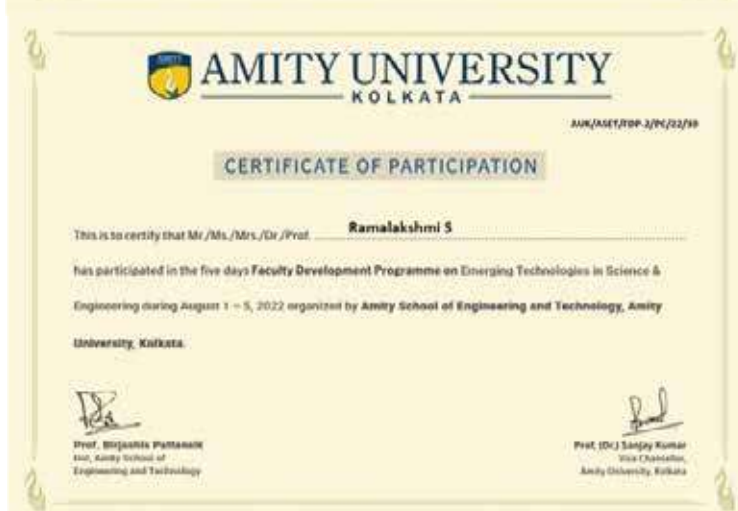 AMITY
AMITY UNIVERSITY
KOLKATA
AUK/ASET/FDP-2/PC/22/
CERTIFICATE OF PARTICIPATION
This is to certify that Mr./Ms./Mrs./Dr./Prof. Ramalakshmi S
has participated in the five days Faculty Development Programme on Emerging Technologies in Science &
Engineering during August 1 – 5, 2022 organized by Amity School of Engineering and Technology, Amity
University, Kolkata.
Prof. Pattanaik
Amity School of
Engineering and Technology
Prof. (Dr.) Sanjay Kumar
Vice Chancellor,
Amity University, Kolkata